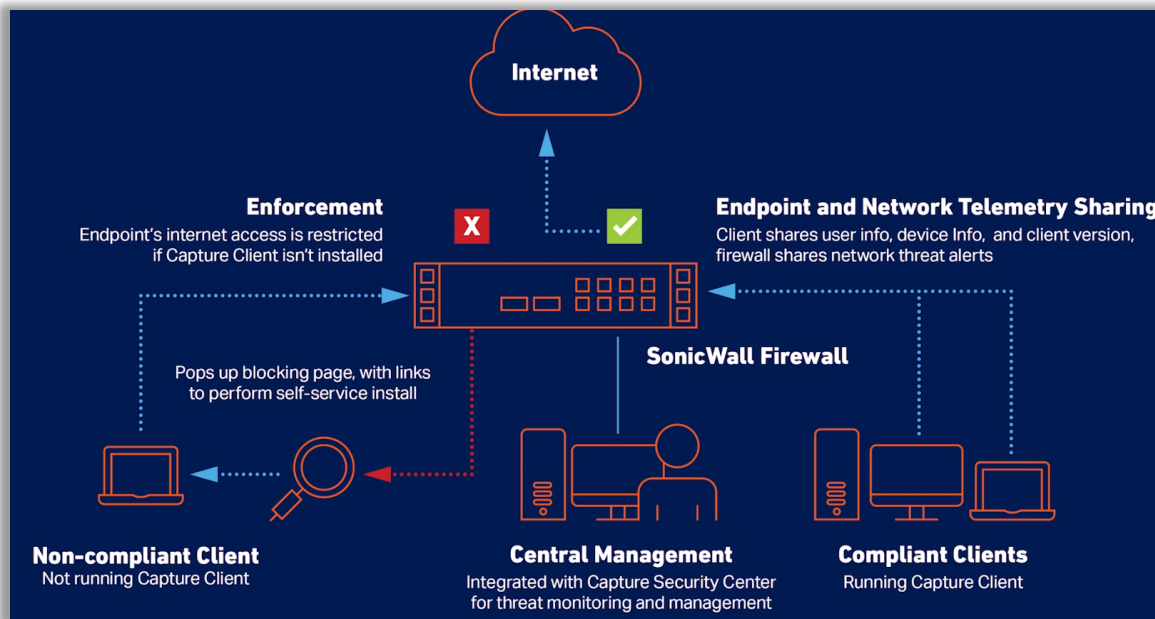 Internet
Enforcement
Endpoint's internet access is restricted
if Capture Client isn't installed
X
Endpoint and Network Telemetry Sharing
Client shares user info, device Info, and client version,
firewall shares network threat alerts
SonicWall Firewall
Pops up blocking page, with links
to perform self-service install
Non-compliant Client
Not running Capture Client
Central Management
Integrated with Capture Security Center
for threat monitoring and management
Compliant Clients
Running Capture Client